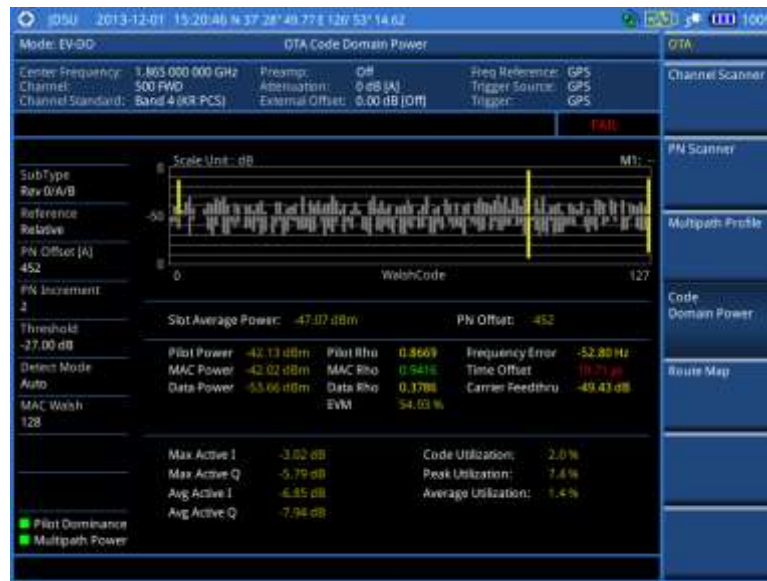 JDSU 2013-12-01 15:20:46 N 37° 28' 49.77 E 126° 53' 14.62 100%
Mode: EV-DO OTA Code Domain Power OTA
Center Frequency: 1.865 000 000 GHz Preamp: Off Freq Reference: GPS
Channel: 500 FWD Attenuation: 0 dB [A] Trigger Source: GPS
Channel Standard: Band 4 (KR PCS) External Offset: 0.00 dB [Off] Trigger: GPS
FAIL
Channel Scanner
PN Scanner
Multipath Profile
Code
Domain Power
Route Map
SubType
Rev 0/A/B
Reference
Relative
PN Offset [A]
452
PN Increment
2
Threshold
-27.00 dB
Detect Mode
Auto
MAC Walsh
128
Pilot Dominance
Multipath Power
Scale Unit : dB M1: --
-50
0 WalshCode 127
Slot Average Power: -47.07 dBm PN Offset: 452
Pilot Power -42.13 dBm Pilot Rho 0.8669 Frequency Error -52.80 Hz
MAC Power -42.02 dBm MAC Rho 0.9416 Time Offset
Data Power -53.66 dBm Data Rho 0.3786 Carrier Feedthru -49.43 dB
EVM 54.93 %
Max Active I -3.02 dB Code Utilization: 2.0 %
Max Active Q -5.79 dB Peak Utilization: 7.4 %
Avg Active I -6.85 dB Average Utilization: 1.4 %
Avg Active Q -7.94 dB